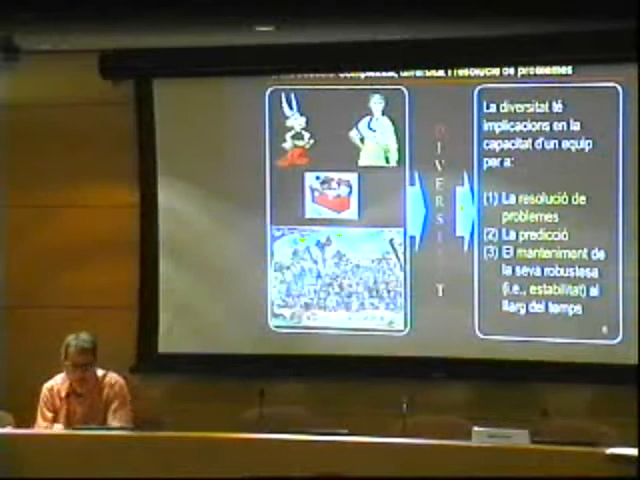 complexitat, diversitat i resolució de problemes
La diversitat té
implicacions en la
capacitat d'un equip
per a:
(1) La resolució de
problemes
(2) La predicció
(3) El manteniment de
la seva robustesa
(i.e., estabilitat) al
llarg del temps
D
I
V
E
R
S
I
T